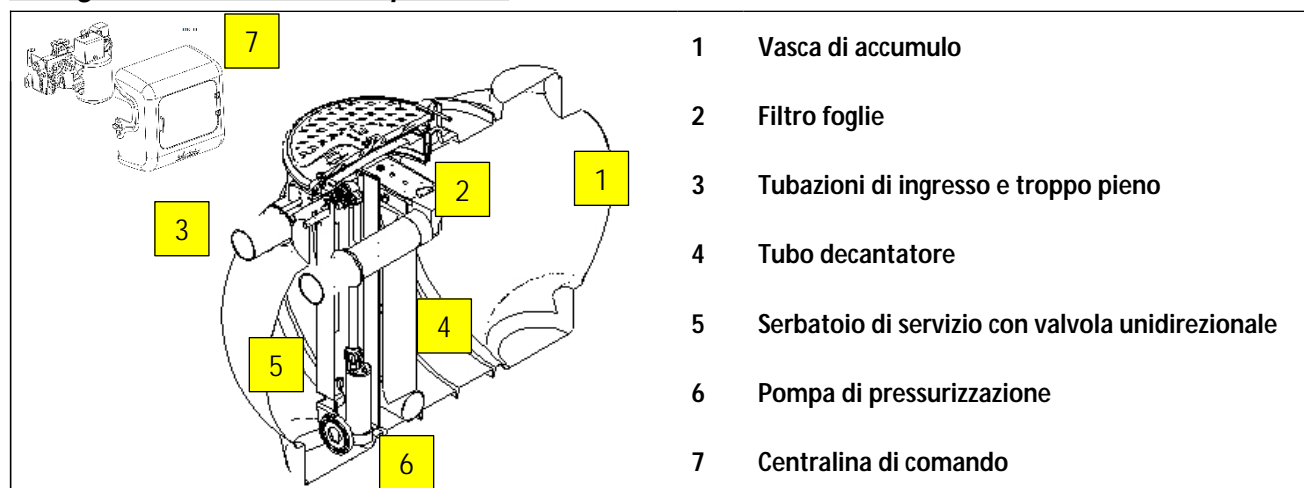 7
1 Vasca di accumulo
2 Filtro foglie
3 Tubazioni di ingresso e troppo pieno
4 Tubo decantatore
5 Serbatoio di servizio con valvola unidirezionale
6 Pompa di pressurizzazione
7 Centralina di comando
1
2
3
4
5
6